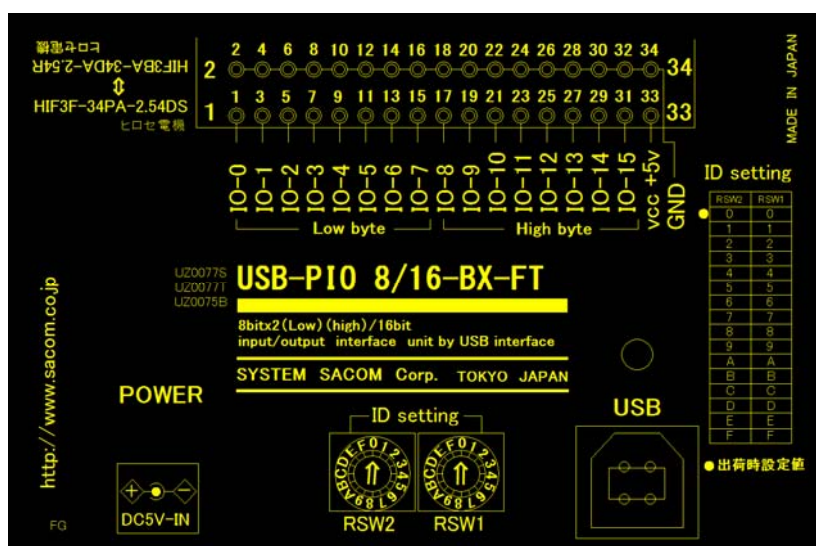 ヒロセ電機
HIF3BA-34DA-2.54R
⇕
HIF3F-34PA-2.54DS
ヒロセ電機
2 4 6 8 10 12 14 16 18 20 22 24 26 28 30 32 34
2 34
1 3 5 7 9 11 13 15 17 19 21 23 25 27 29 31 33
1 33
IO-0 IO-1 IO-2 IO-3 IO-4 IO-5 IO-6 IO-7 IO-8 IO-9 IO-10 IO-11 IO-12 IO-13 IO-14 IO-15 vcc +5v GND
Low byte High byte
MADE IN JAPAN
ID setting
RSW2 RSW1
0 0
1 1
2 2
3 3
4 4
5 5
6 6
7 7
8 8
9 9
A A
B B
C C
D D
E E
F F
●出荷時設定値
UZ0077S
UZ0077T
UZ0075B
USB-PIO 8/16-BX-FT
8bitx2(Low)(high)/16bit
input/output interface unit by USB interface
SYSTEM SACOM Corp. TOKYO JAPAN
http://www.sacom.co.jp
POWER
+ −
DC5V-IN
FG
ID setting
0123456789ABCDEF 0123456789ABCDEF
RSW2 RSW1
USB